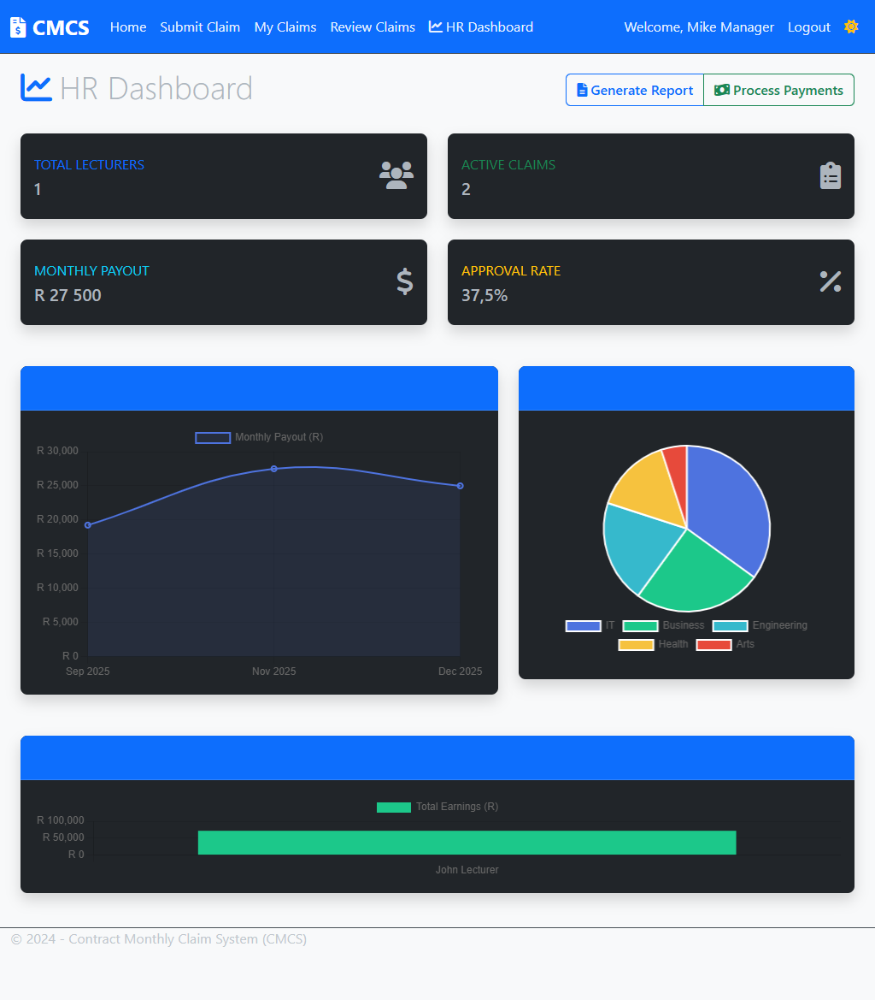 CMCS Home Submit Claim My Claims Review Claims HR Dashboard Welcome, Mike Manager Logout
HR Dashboard
Generate Report Process Payments
TOTAL LECTURERS
1
ACTIVE CLAIMS
2
MONTHLY PAYOUT
R 27 500
APPROVAL RATE
37,5%
Monthly Payout (R)
R 30,000
R 25,000
R 20,000
R 15,000
R 10,000
R 5,000
R 0
Sep 2025 Nov 2025 Dec 2025
IT Business Engineering
Health Arts
Total Earnings (R)
R 100,000
R 50,000
R 0
John Lecturer
© 2024 - Contract Monthly Claim System (CMCS)